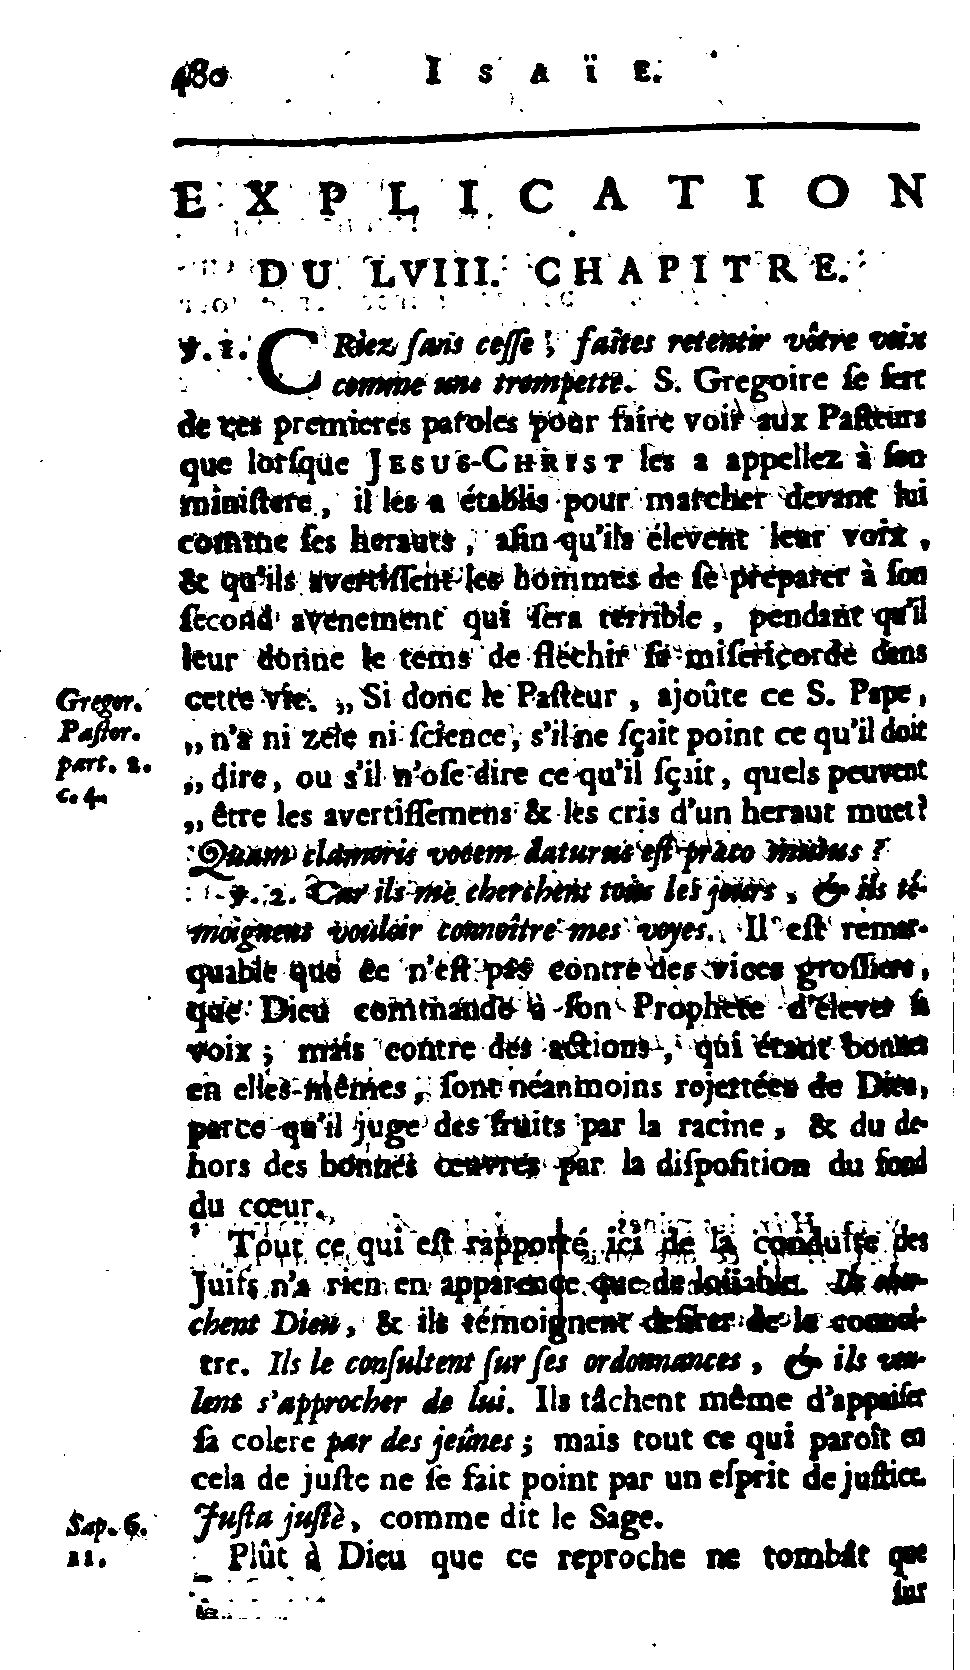 480 ISAÏE.
EXPLICATION
DU LVIII. CHAPITRE.
℣. 1. CRiez ſans ceſſe ; faites retentir vôtre voix
comme une trompette. S. Gregoire ſe ſert
de ces premieres paroles pour faire voir aux Paſteurs
que lorſque JESUS-CHRIST les a appellez à ſon
miniſtere, il les a établis pour marcher devant lui
comme ſes herauts, afin qu'ils élevent leur voix,
& qu'ils avertiſſent les hommes de ſe préparer à ſon
ſecond avenement qui ſera terrible, pendant qu'il
leur donne le tems de fléchir ſa miſericorde dans
cette vie. „ Si donc le Paſteur, ajoûte ce S. Pape,
„ n'a ni zéle ni ſcience, s'il ne ſçait point ce qu'il doit
„ dire, ou s'il n'oſe dire ce qu'il ſçait, quels peuvent
„ être les avertiſſemens & les cris d'un heraut muet?
Quam clamoris vocem daturus eſt præco mutus ?
℣. 2. Car ils me cherchent tous les jours, & ils té-
moignent vouloir connoître mes voyes. Il eſt remar-
quable que ce n'eſt pas contre des vices groſſiers,
que Dieu commande à ſon Prophete d'élever ſa
voix ; mais contre des actions, qui étant bonnes
en elles-mêmes, ſont néanmoins rejettées de Dieu,
parce qu'il juge des fruits par la racine, & du de-
hors des bonnes œuvres par la diſpoſition du fond
du cœur.
Tout ce qui eſt rapporté ici de la conduite des
Juifs n'a rien en apparence que de loüable. Ils cher-
chent Dieu, & ils témoignent deſirer de le connoî-
tre. Ils le conſultent ſur ſes ordonnances, & ils veu-
lent s'approcher de lui. Ils tâchent même d'appaiſer
ſa colere par des jeûnes ; mais tout ce qui paroît en
cela de juſte ne ſe fait point par un eſprit de juſtice.
Juſta juſtè, comme dit le Sage.
Plût à Dieu que ce reproche ne tombât que
ſur
Gregor.
Paſtor.
part. 2.
c. 4.
Sap. 6.
11.